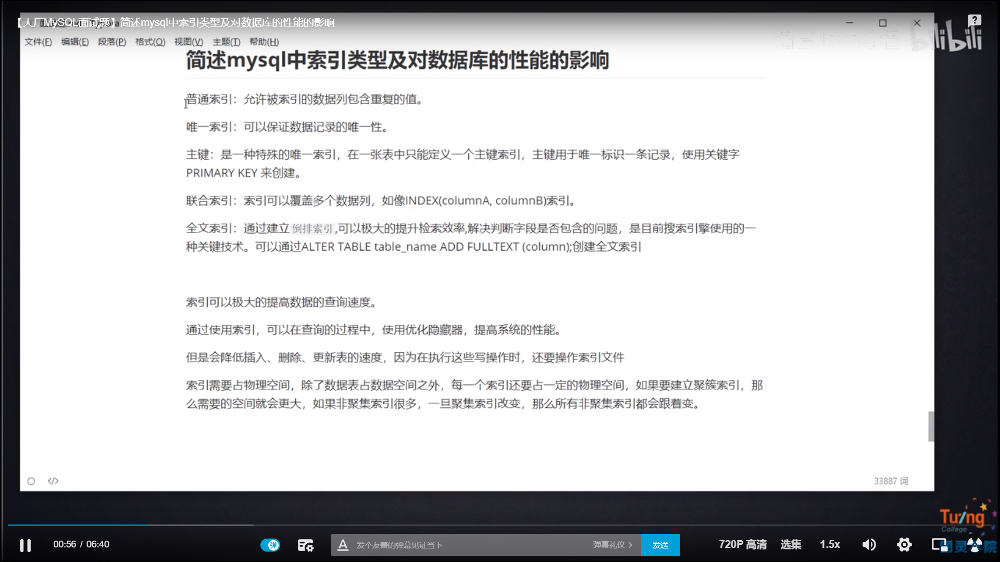 【大厂MySQL面试题】简述mysql中索引类型及对数据库的性能的影响
文件(F) 编辑(E) 段落(P) 格式(O) 视图(V) 主题(T) 帮助(H)
bilibili
简述mysql中索引类型及对数据库的性能的影响
普通索引：允许被索引的数据列包含重复的值。
唯一索引：可以保证数据记录的唯一性。
主键：是一种特殊的唯一索引，在一张表中只能定义一个主键索引，主键用于唯一标识一条记录，使用关键字
PRIMARY KEY 来创建。
联合索引：索引可以覆盖多个数据列，如像INDEX(columnA, columnB)索引。
全文索引：通过建立 倒排索引 ,可以极大的提升检索效率,解决判断字段是否包含的问题，是目前搜索引擎使用的一
种关键技术。可以通过ALTER TABLE table_name ADD FULLTEXT (column);创建全文索引
索引可以极大的提高数据的查询速度。
通过使用索引，可以在查询的过程中，使用优化隐藏器，提高系统的性能。
但是会降低插入、删除、更新表的速度，因为在执行这些写操作时，还要操作索引文件
索引需要占物理空间，除了数据表占数据空间之外，每一个索引还要占一定的物理空间，如果要建立聚簇索引，那
么需要的空间就会更大，如果非聚集索引很多，一旦聚集索引改变，那么所有非聚集索引都会跟着变。
33887 词
Turing
College
00:56 / 06:40
弹
发个友善的弹幕见证当下
弹幕礼仪
发送
720P 高清
选集
1.5x